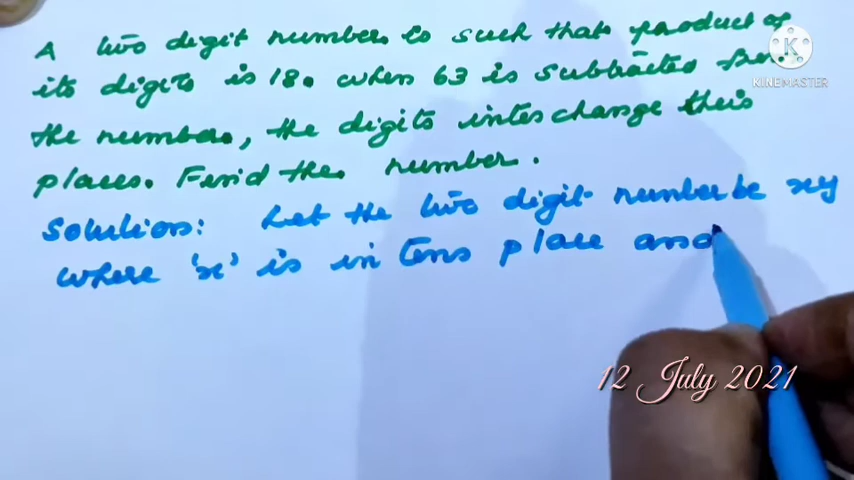 A two digit number is such that product of
its digits is 18. when 63 is subtracted from
the number, the digits interchange their
places. Find the number.
Solution: Let the two digit number be xy
where 'x' is in tens place and
K
KINEMASTER
12 July 2021